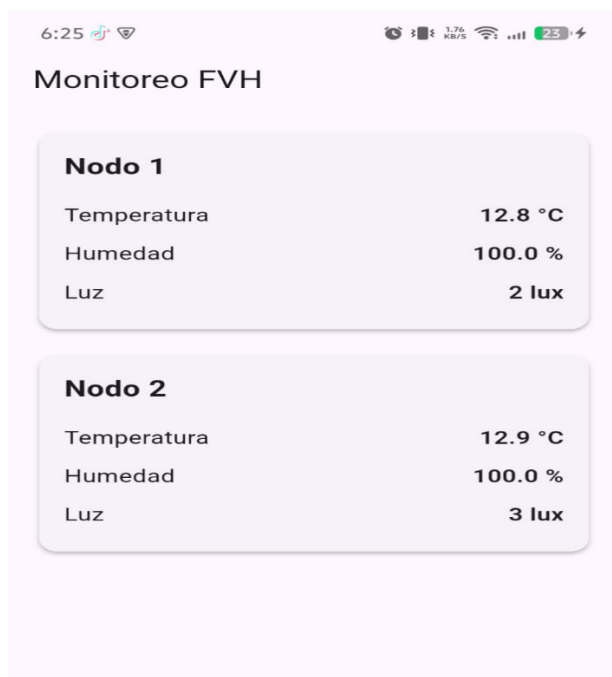 6:25 1.76 KB/S 23
Monitoreo FVH
Nodo 1
Temperatura 12.8 °C
Humedad 100.0 %
Luz 2 lux
Nodo 2
Temperatura 12.9 °C
Humedad 100.0 %
Luz 3 lux